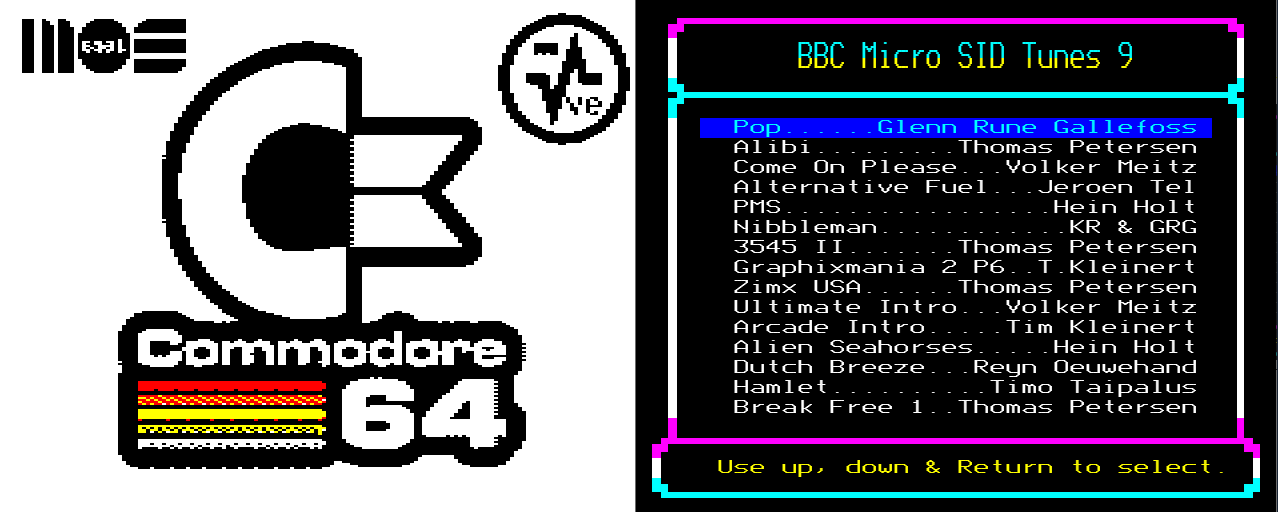 ve
Commodore
64
BBC Micro SID Tunes 9
Pop......Glenn Rune Gallefoss
Alibi.........Thomas Petersen
Come On Please...Volker Meitz
Alternative Fuel...Jeroen Tel
PMS.................Hein Holt
Nibbleman............KR & GRG
3545 II.......Thomas Petersen
Graphixmania 2 P6..T.Kleinert
Zimx USA......Thomas Petersen
Ultimate Intro...Volker Meitz
Arcade Intro.....Tim Kleinert
Alien Seahorses.....Hein Holt
Dutch Breeze...Reyn Oeuwehand
Hamlet..........Timo Taipalus
Break Free 1..Thomas Petersen
Use up, down & Return to select.